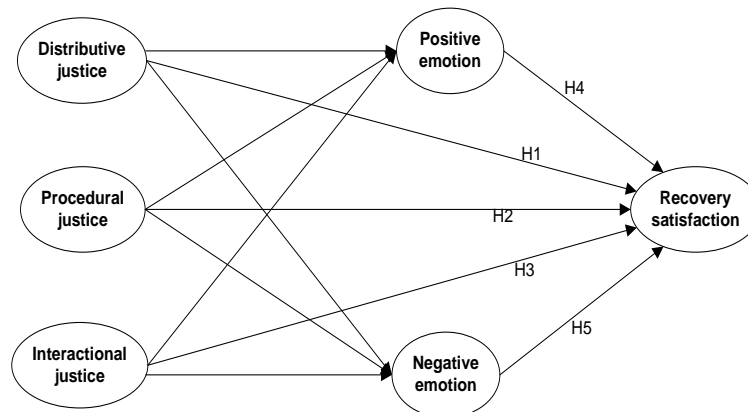 Distributive
justice
Positive
emotion
H4
H1
Procedural
justice
H2
Recovery
satisfaction
H3
Interactional
justice
Negative
emotion
H5